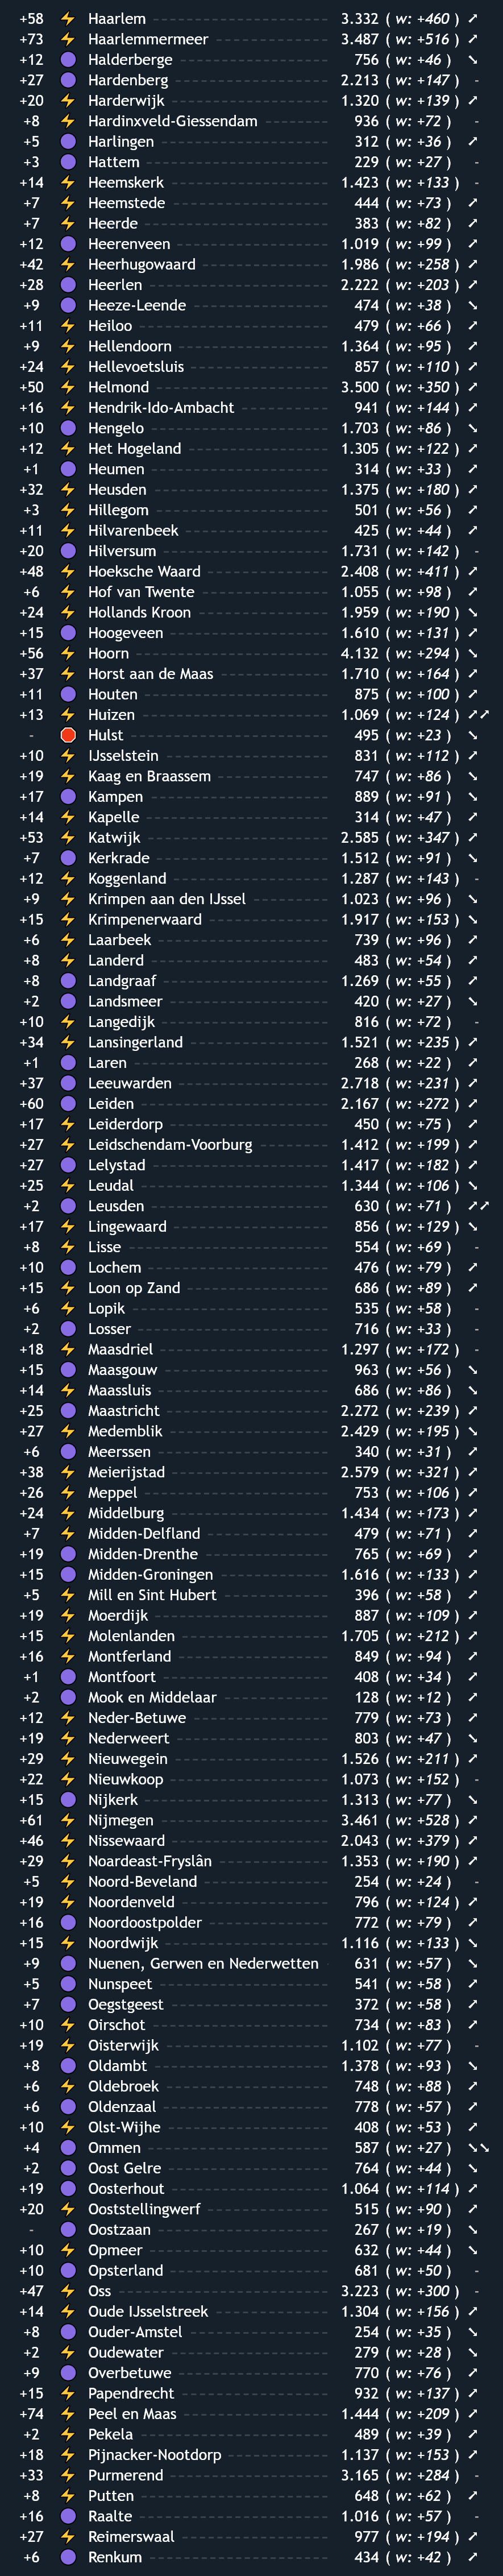 +58 Haarlem 3.332 ( w: +460 )
+73 Haarlemmermeer 3.487 ( w: +516 )
+12 Halderberge 756 ( w: +46 )
+27 Hardenberg 2.213 ( w: +147 ) -
+20 Harderwijk 1.320 ( w: +139 )
+8 Hardinxveld-Giessendam 936 ( w: +72 ) -
+5 Harlingen 312 ( w: +36 )
+3 Hattem 229 ( w: +27 ) -
+14 Heemskerk 1.423 ( w: +133 ) -
+7 Heemstede 444 ( w: +73 )
+7 Heerde 383 ( w: +82 )
+12 Heerenveen 1.019 ( w: +99 )
+42 Heerhugowaard 1.986 ( w: +258 )
+28 Heerlen 2.222 ( w: +203 )
+9 Heeze-Leende 474 ( w: +38 )
+11 Heiloo 479 ( w: +66 )
+9 Hellendoorn 1.364 ( w: +95 )
+24 Hellevoetsluis 857 ( w: +110 )
+50 Helmond 3.500 ( w: +350 )
+16 Hendrik-Ido-Ambacht 941 ( w: +144 )
+10 Hengelo 1.703 ( w: +86 )
+12 Het Hogeland 1.305 ( w: +122 )
+1 Heumen 314 ( w: +33 )
+32 Heusden 1.375 ( w: +180 )
+3 Hillegom 501 ( w: +56 )
+11 Hilvarenbeek 425 ( w: +44 )
+20 Hilversum 1.731 ( w: +142 ) -
+48 Hoeksche Waard 2.408 ( w: +411 )
+6 Hof van Twente 1.055 ( w: +98 )
+24 Hollands Kroon 1.959 ( w: +190 )
+15 Hoogeveen 1.610 ( w: +131 )
+56 Hoorn 4.132 ( w: +294 )
+37 Horst aan de Maas 1.710 ( w: +164 )
+11 Houten 875 ( w: +100 )
+13 Huizen 1.069 ( w: +124 )
- Hulst 495 ( w: +23 )
+10 IJsselstein 831 ( w: +112 )
+19 Kaag en Braassem 747 ( w: +86 )
+17 Kampen 889 ( w: +91 )
+14 Kapelle 314 ( w: +47 )
+53 Katwijk 2.585 ( w: +347 )
+7 Kerkrade 1.512 ( w: +91 )
+12 Koggenland 1.287 ( w: +143 ) -
+9 Krimpen aan den IJssel 1.023 ( w: +96 )
+15 Krimpenerwaard 1.917 ( w: +153 )
+6 Laarbeek 739 ( w: +96 )
+8 Landerd 483 ( w: +54 )
+8 Landgraaf 1.269 ( w: +55 )
+2 Landsmeer 420 ( w: +27 )
+10 Langedijk 816 ( w: +72 ) -
+34 Lansingerland 1.521 ( w: +235 )
+1 Laren 268 ( w: +22 )
+37 Leeuwarden 2.718 ( w: +231 )
+60 Leiden 2.167 ( w: +272 )
+17 Leiderdorp 450 ( w: +75 )
+27 Leidschendam-Voorburg 1.412 ( w: +199 )
+27 Lelystad 1.417 ( w: +182 )
+25 Leudal 1.344 ( w: +106 )
+2 Leusden 630 ( w: +71 )
+17 Lingewaard 856 ( w: +129 )
+8 Lisse 554 ( w: +69 ) -
+10 Lochem 476 ( w: +79 )
+15 Loon op Zand 686 ( w: +89 )
+6 Lopik 535 ( w: +58 ) -
+2 Losser 716 ( w: +33 ) -
+18 Maasdriel 1.297 ( w: +172 ) -
+15 Maasgouw 963 ( w: +56 )
+14 Maassluis 686 ( w: +86 )
+25 Maastricht 2.272 ( w: +239 )
+27 Medemblik 2.429 ( w: +195 )
+6 Meerssen 340 ( w: +31 )
+38 Meierijstad 2.579 ( w: +321 )
+26 Meppel 753 ( w: +106 )
+24 Middelburg 1.434 ( w: +173 )
+7 Midden-Delfland 479 ( w: +71 )
+19 Midden-Drenthe 765 ( w: +69 )
+15 Midden-Groningen 1.616 ( w: +133 )
+5 Mill en Sint Hubert 396 ( w: +58 )
+19 Moerdijk 887 ( w: +109 )
+15 Molenlanden 1.705 ( w: +212 )
+16 Montferland 849 ( w: +94 )
+1 Montfoort 408 ( w: +34 )
+2 Mook en Middelaar 128 ( w: +12 )
+12 Neder-Betuwe 779 ( w: +73 )
+19 Nederweert 803 ( w: +47 )
+29 Nieuwegein 1.526 ( w: +211 )
+22 Nieuwkoop 1.073 ( w: +152 ) -
+15 Nijkerk 1.313 ( w: +77 )
+61 Nijmegen 3.461 ( w: +528 )
+46 Nissewaard 2.043 ( w: +379 )
+29 Noardeast-Fryslân 1.353 ( w: +190 )
+5 Noord-Beveland 254 ( w: +24 ) -
+19 Noordenveld 796 ( w: +124 )
+16 Noordoostpolder 772 ( w: +79 )
+15 Noordwijk 1.116 ( w: +133 )
+9 Nuenen, Gerwen en Nederwetten 631 ( w: +57 )
+5 Nunspeet 541 ( w: +58 )
+7 Oegstgeest 372 ( w: +58 )
+10 Oirschot 734 ( w: +83 )
+19 Oisterwijk 1.102 ( w: +77 ) -
+8 Oldambt 1.378 ( w: +93 )
+6 Oldebroek 748 ( w: +88 )
+6 Oldenzaal 778 ( w: +57 )
+10 Olst-Wijhe 408 ( w: +53 )
+4 Ommen 587 ( w: +27 )
+2 Oost Gelre 764 ( w: +44 )
+19 Oosterhout 1.064 ( w: +114 )
+20 Ooststellingwerf 515 ( w: +90 )
- Oostzaan 267 ( w: +19 )
+10 Opmeer 632 ( w: +44 )
+10 Opsterland 681 ( w: +50 ) -
+47 Oss 3.223 ( w: +300 ) -
+14 Oude IJsselstreek 1.304 ( w: +156 )
+8 Ouder-Amstel 254 ( w: +35 )
+2 Oudewater 279 ( w: +28 )
+9 Overbetuwe 770 ( w: +76 )
+15 Papendrecht 932 ( w: +137 )
+74 Peel en Maas 1.444 ( w: +209 )
+2 Pekela 489 ( w: +39 )
+18 Pijnacker-Nootdorp 1.137 ( w: +153 )
+33 Purmerend 3.165 ( w: +284 ) -
+8 Putten 648 ( w: +62 )
+16 Raalte 1.016 ( w: +57 ) -
+27 Reimerswaal 977 ( w: +194 )
+6 Renkum 434 ( w: +42 )